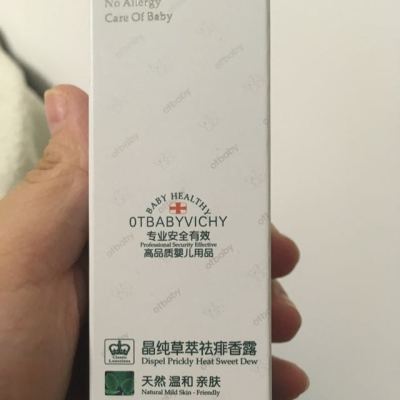 No Allergy
Care Of Baby
BABY HEALTHY
OTBABYVICHY
专业安全有效
Professional Security Effective
高品质婴儿用品
晶纯草萃祛痱香露
Dispel Prickly Heat Sweet Dew
天然 温和 亲肤
Natural Mild Skin - Friendly
otbaby